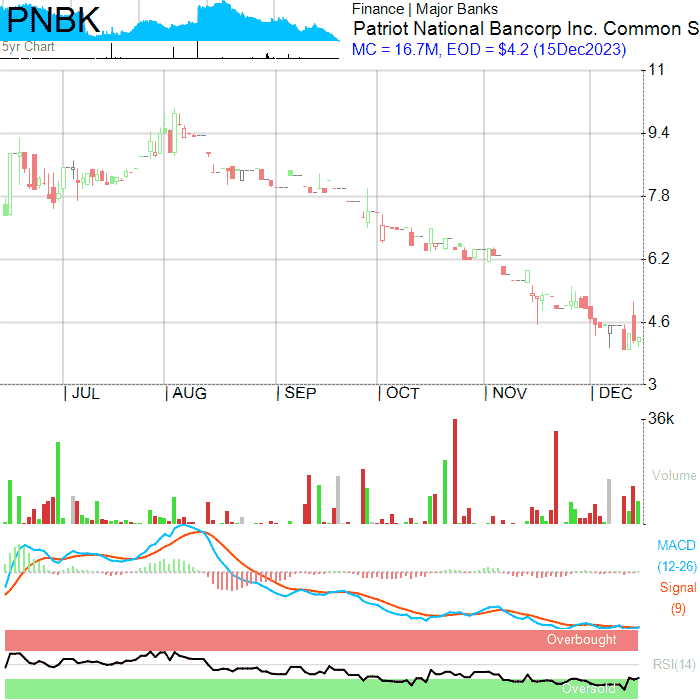 PNBK
5yr Chart
Finance | Major Banks
Patriot National Bancorp Inc. Common S
MC = 16.7M, EOD = $4.2 (15Dec2023)
11
9.4
7.8
6.2
4.6
3
| JUL | AUG | SEP | OCT | NOV | DEC
36k
Volume
MACD
(12-26)
Signal
(9)
Overbought
RSI(14)
Oversold